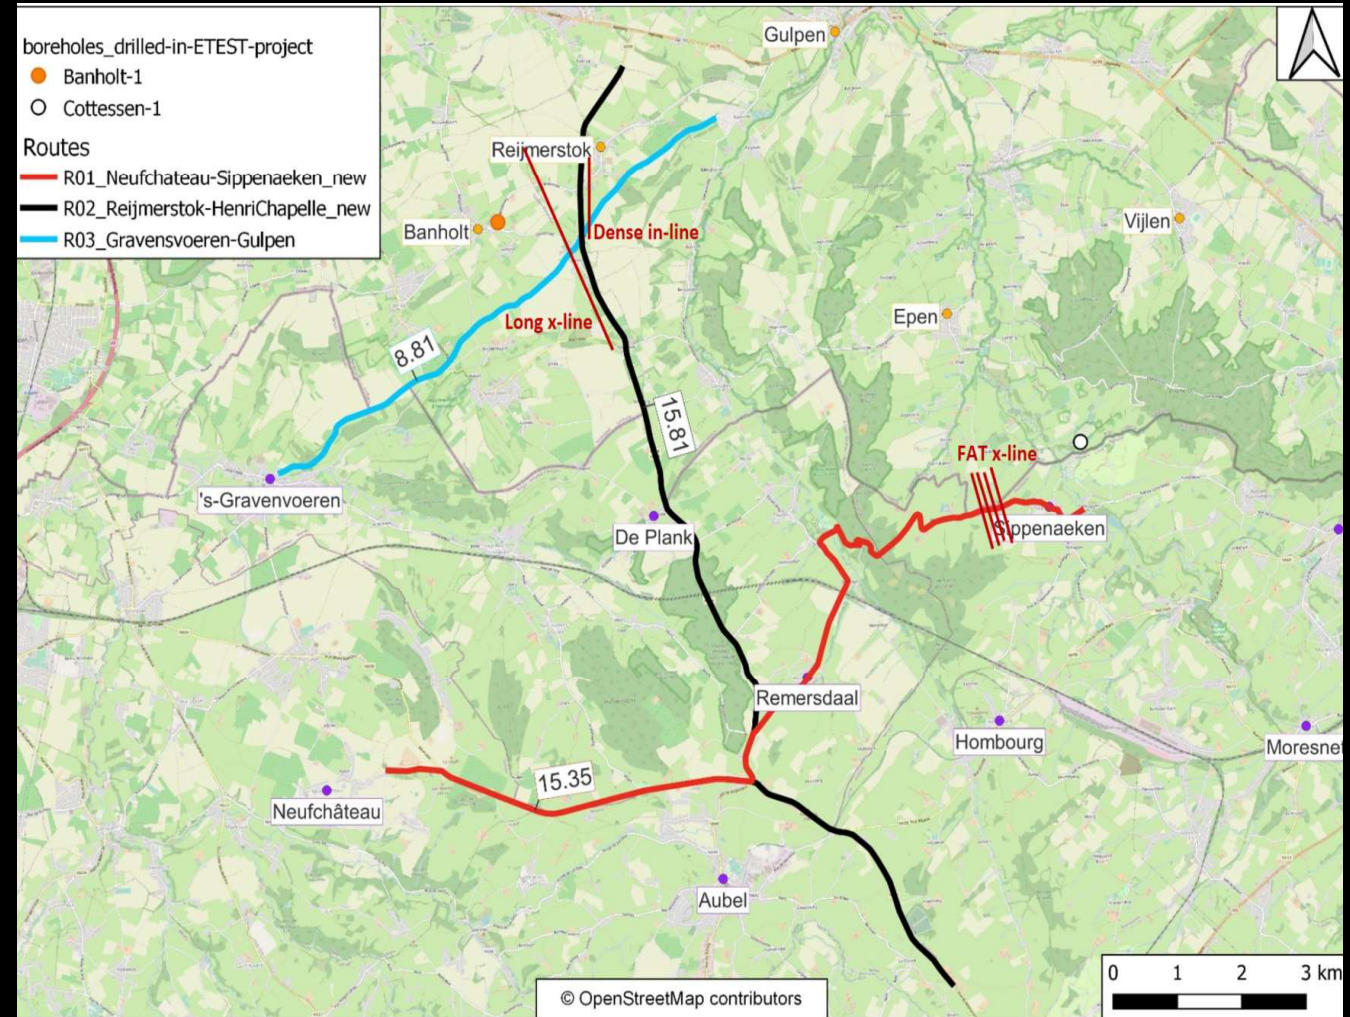 boreholes_drilled-in-ETEST-project
Banholt-1
Cottessen-1
Routes
R01_Neufchateau-Sippenaeken_new
R02_Reijmerstok-HenriChapelle_new
R03_Gravensvoeren-Gulpen
Gulpen
Reijmerstok
Banholt
Dense in-line
Vijlen
Epen
Long x-line
8.81
15.81
FAT x-line
's-Gravenvoeren
De Plank
Sippenaeken
Remersdaal
Hombourg
Moresnet
15.35
Neufchâteau
Aubel
© OpenStreetMap contributors
0 1 2 3 km